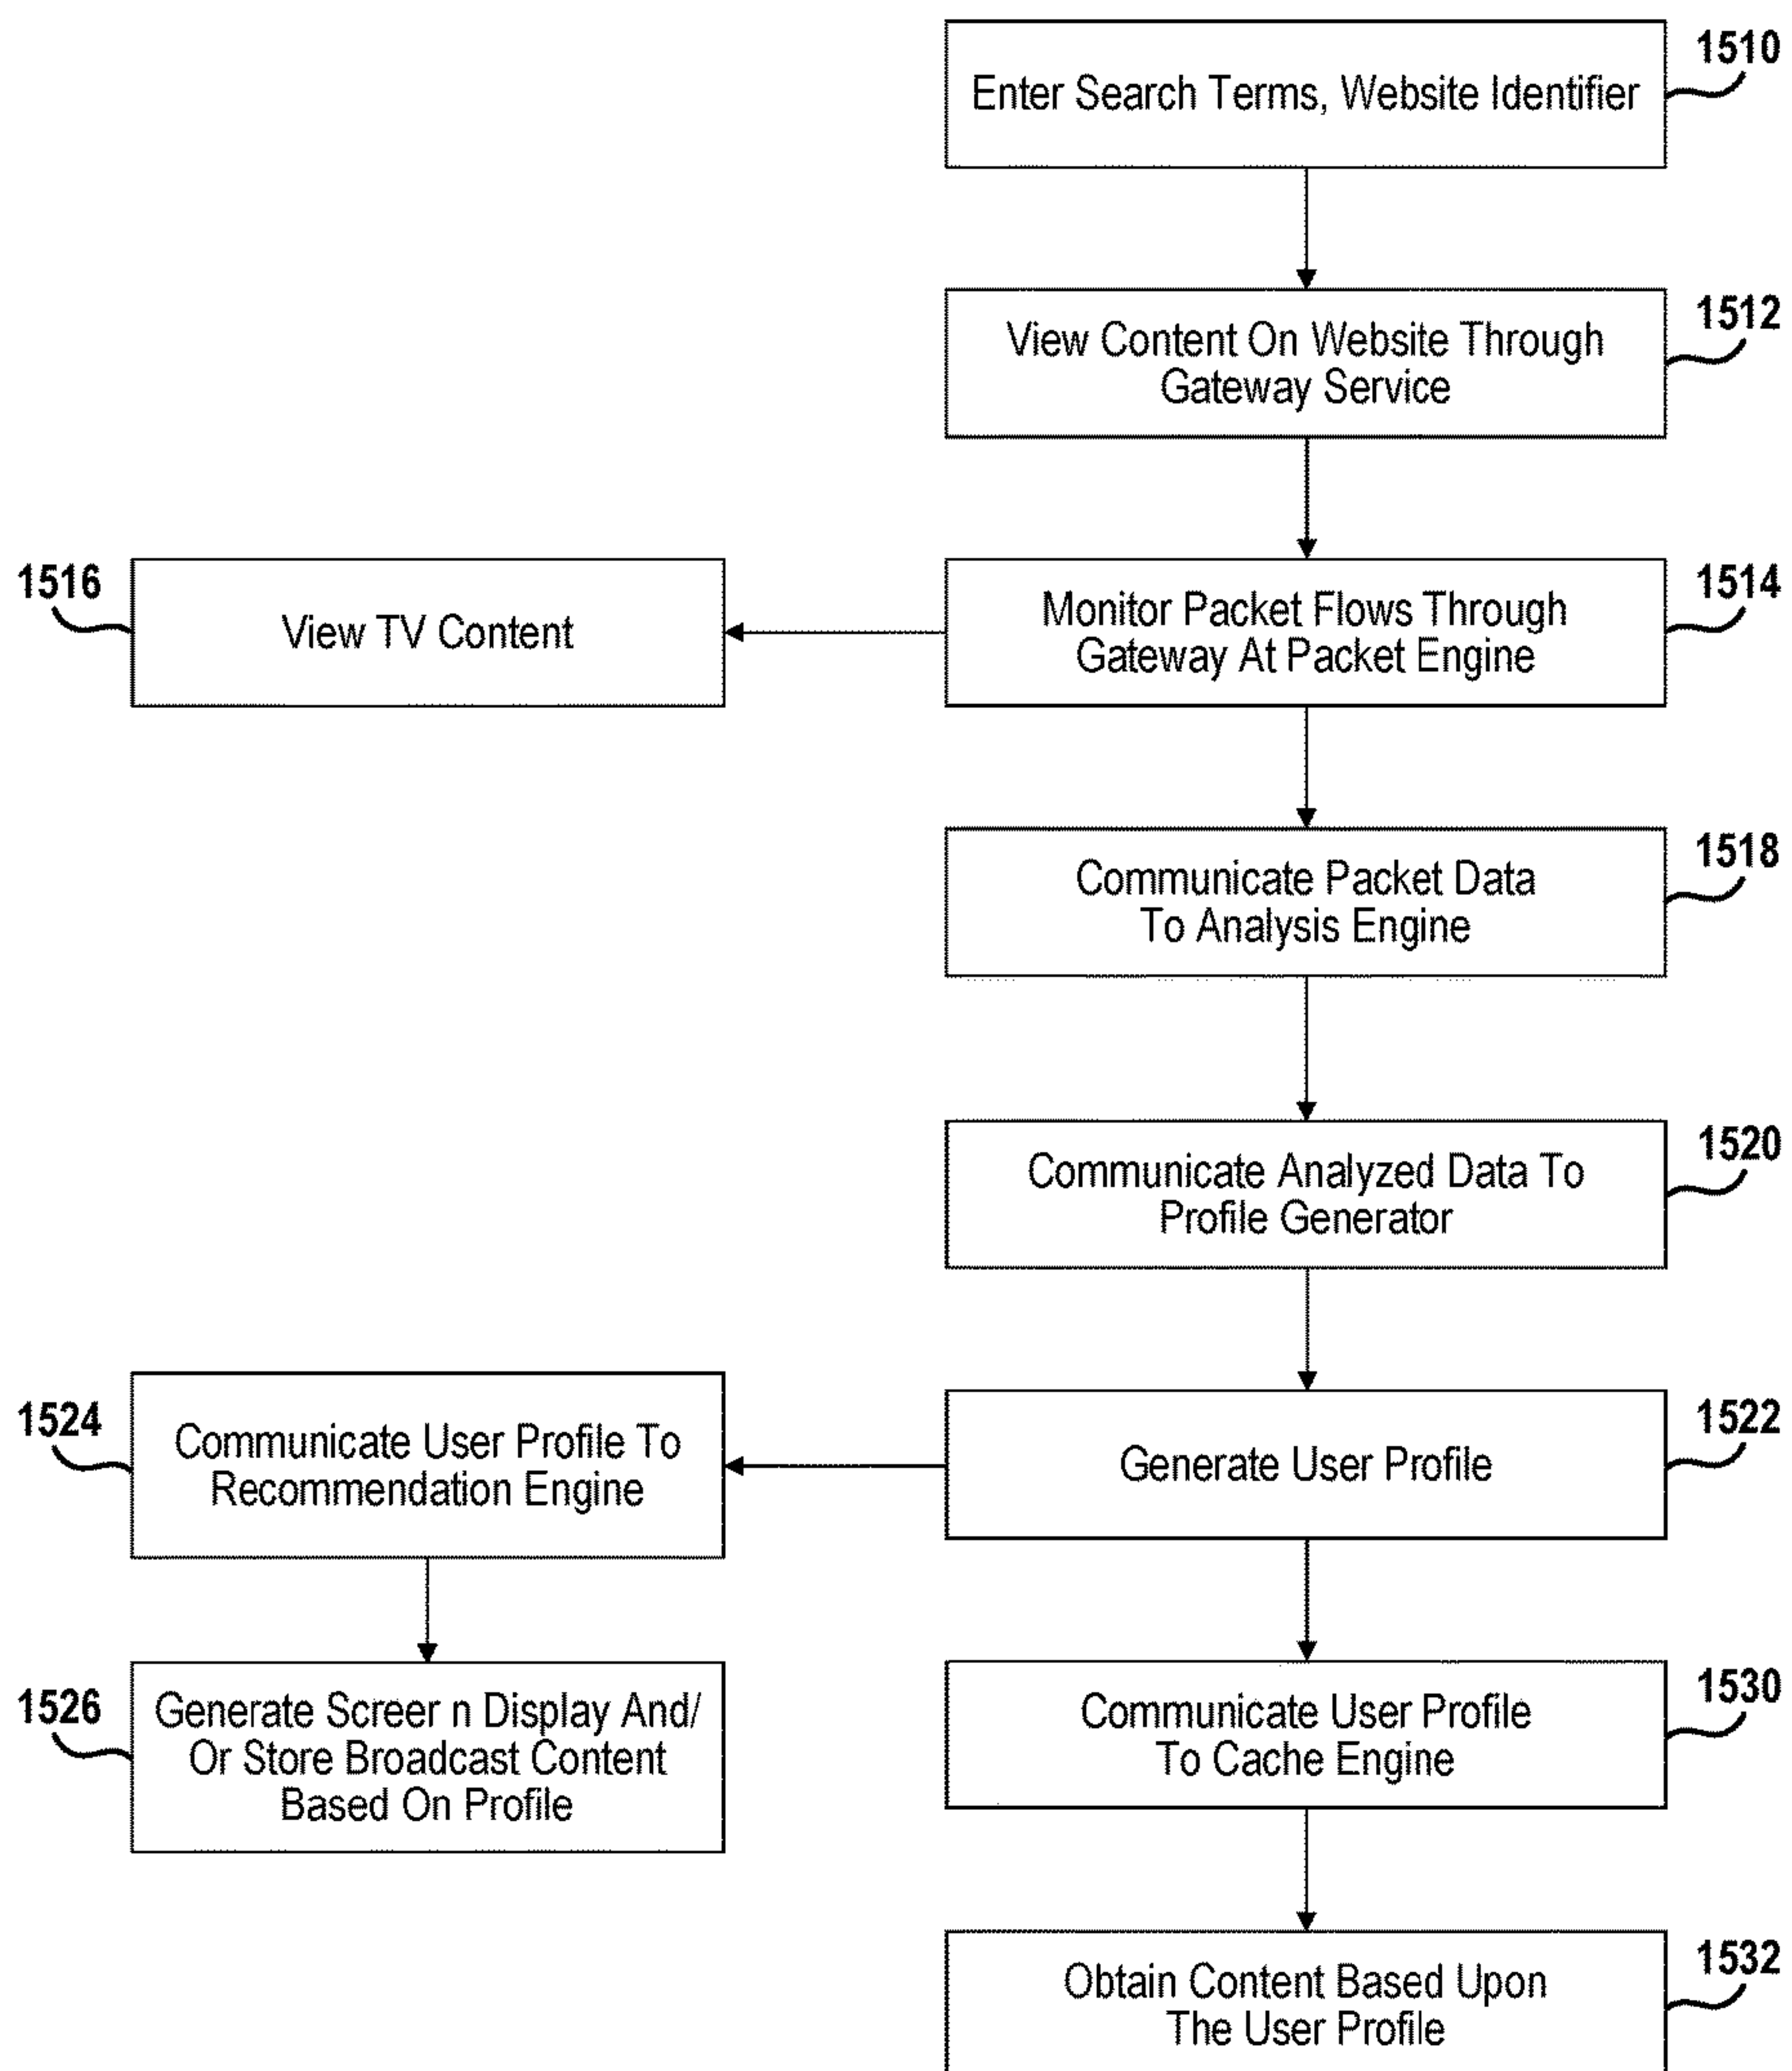 1510
Enter Search Terms, Website Identifier
1512
View Content On Website Through
Gateway Service
1516
View TV Content
1514
Monitor Packet Flows Through
Gateway At Packet Engine
1518
Communicate Packet Data
To Analysis Engine
1520
Communicate Analyzed Data To
Profile Generator
1524
Communicate User Profile To
Recommendation Engine
1522
Generate User Profile
1526
Generate Screer n Display And/
Or Store Broadcast Content
Based On Profile
1530
Communicate User Profile
To Cache Engine
1532
Obtain Content Based Upon
The User Profile